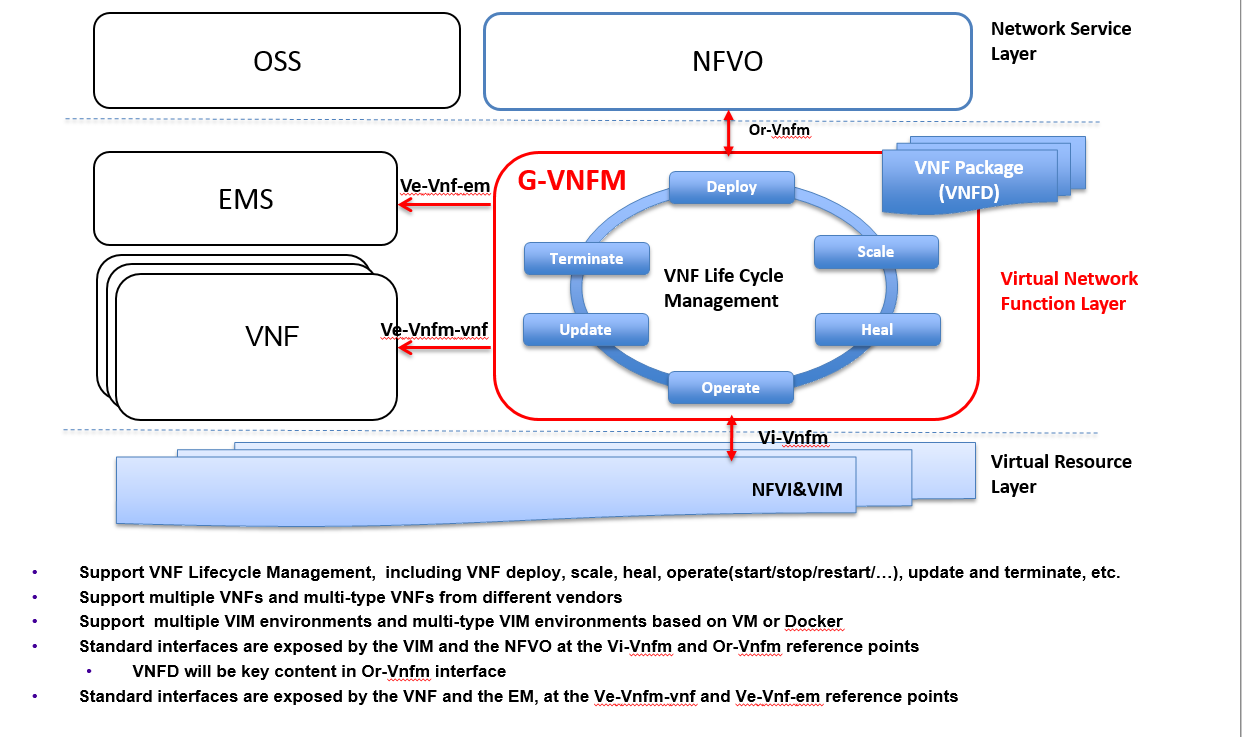 OSS
NFVO
Network Service
Layer
Or-Vnfm
EMS
Ve-Vnf-em
G-VNFM
Deploy
VNF Package
(VNFD)
Terminate
Scale
VNF Life Cycle
Management
Virtual Network
Function Layer
VNF
Ve-Vnfm-vnf
Update
Heal
Operate
Vi-Vnfm
NFVI&VIM
Virtual Resource
Layer
• Support VNF Lifecycle Management, including VNF deploy, scale, heal, operate(start/stop/restart/…), update and terminate, etc.
• Support multiple VNFs and multi-type VNFs from different vendors
• Support multiple VIM environments and multi-type VIM environments based on VM or Docker
• Standard interfaces are exposed by the VIM and the NFVO at the Vi-Vnfm and Or-Vnfm reference points
• VNFD will be key content in Or-Vnfm interface
• Standard interfaces are exposed by the VNF and the EM, at the Ve-Vnfm-vnf and Ve-Vnf-em reference points